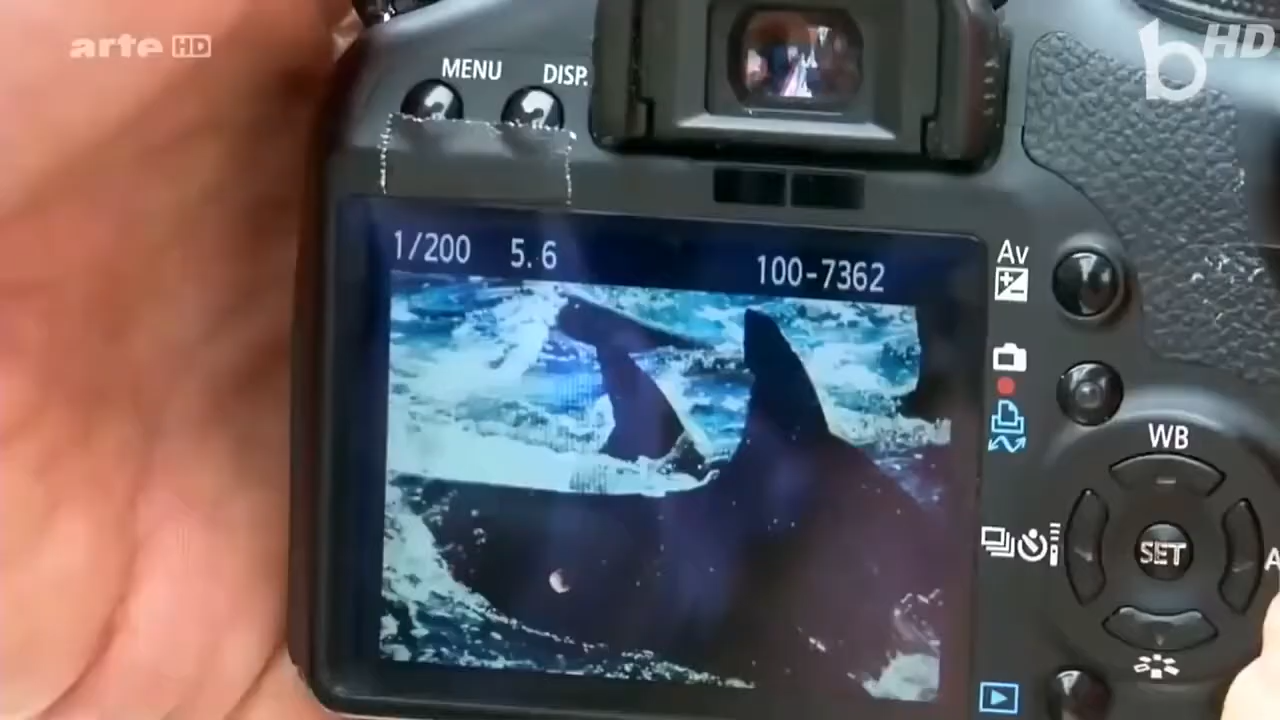 arte HD
b HD
MENU DISP.
1/200 5.6 100-7362
Av
WB
SET
A